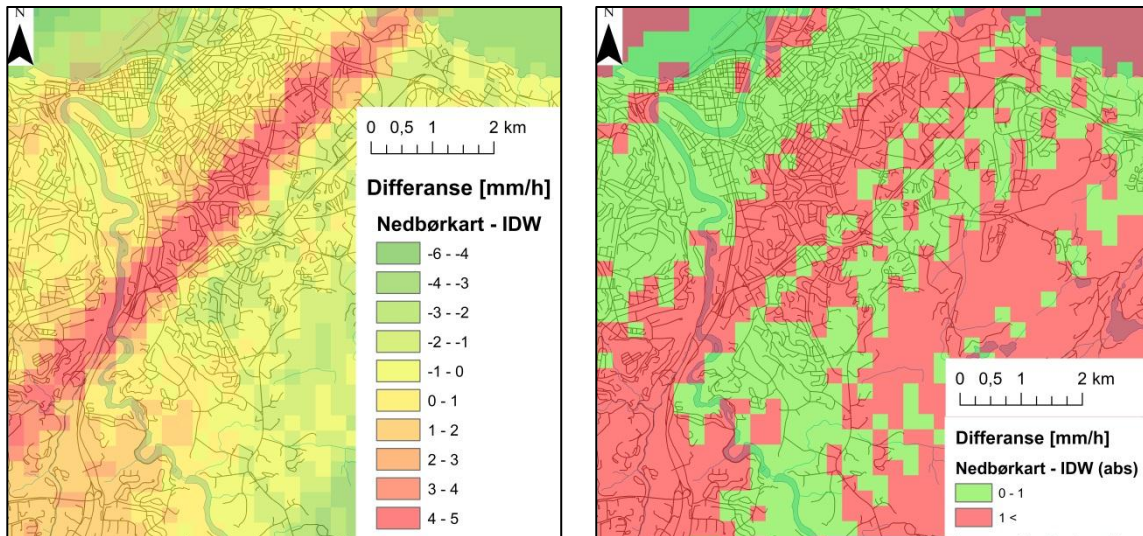 N
0 0,5 1 2 km
Differanse [mm/h]
Nedbørkart - IDW
-6 - -4
-4 - -3
-3 - -2
-2 - -1
-1 - 0
0 - 1
1 - 2
2 - 3
3 - 4
4 - 5
N
0 0,5 1 2 km
Differanse [mm/h]
Nedbørkart - IDW (abs)
0 - 1
1 <